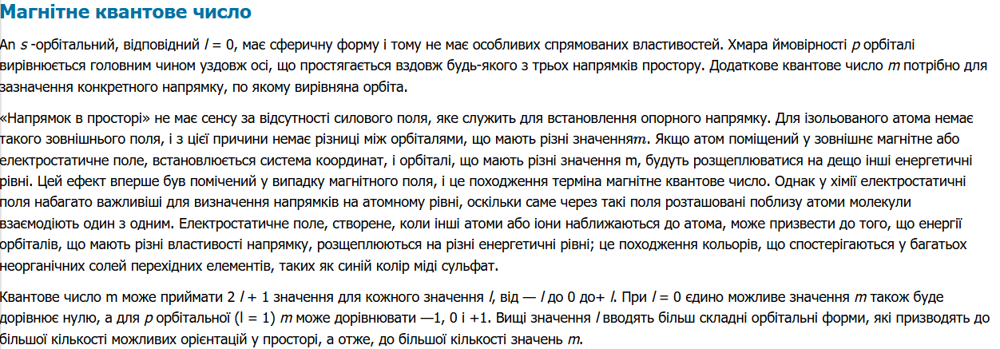 Магнітне квантове число
An s -орбітальний, відповідний l = 0, має сферичну форму і тому не має особливих спрямованих властивостей. Хмара ймовірності p орбіталі
вирівнюється головним чином уздовж осі, що простягається вздовж будь-якого з трьох напрямків простору. Додаткове квантове число m потрібно для
зазначення конкретного напрямку, по якому вирівняна орбіта.
«Напрямок в просторі» не має сенсу за відсутності силового поля, яке служить для встановлення опорного напрямку. Для ізольованого атома немає
такого зовнішнього поля, і з цієї причини немає різниці між орбіталями, що мають різні значенняm. Якщо атом поміщений у зовнішнє магнітне або
електростатичне поле, встановлюється система координат, і орбіталі, що мають різні значення m, будуть розщеплюватися на дещо інші енергетичні
рівні. Цей ефект вперше був помічений у випадку магнітного поля, і це походження терміна магнітне квантове число. Однак у хімії електростатичні
поля набагато важливіші для визначення напрямків на атомному рівні, оскільки саме через такі поля розташовані поблизу атоми молекули
взаємодіють один з одним. Електростатичне поле, створене, коли інші атоми або іони наближаються до атома, може призвести до того, що енергії
орбіталів, що мають різні властивості напрямку, розщеплюються на різні енергетичні рівні; це походження кольорів, що спостерігаються у багатьох
неорганічних солей перехідних елементів, таких як синій колір міді сульфат.
Квантове число m може приймати 2 l + 1 значення для кожного значення l, від — l до 0 до+ l. При l = 0 єдино можливе значення m також буде
дорівнює нулю, а для p орбітальної (l = 1) m може дорівнювати —1, 0 і +1. Вищі значення l вводять більш складні орбітальні форми, які призводять до
більшої кількості можливих орієнтацій у просторі, а отже, до більшої кількості значень m.